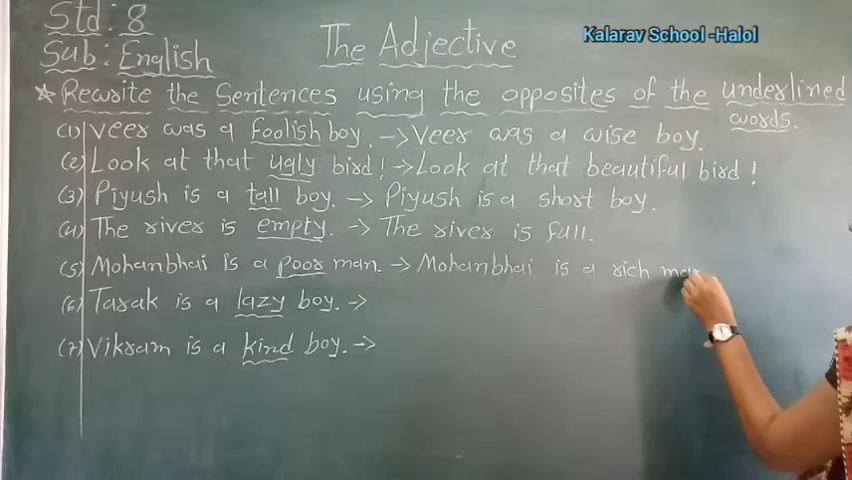 Std : 8
Kalarav School -Halol
The Adjective
Sub : English
* Rewrite the Sentences using the opposites of the underlined
words.
(1) Veer was a foolish boy. -> Veer was a wise boy.
(2) Look at that ugly bird! -> Look at that beautiful bird!
(3) Piyush is a tall boy. -> Piyush is a short boy.
(4) The river is empty. -> The river is full.
(5) Mohanbhai is a poor man. -> Mohanbhai is a rich man
(6) Tarak is a lazy boy. ->
(7) Vikram is a kind boy. ->